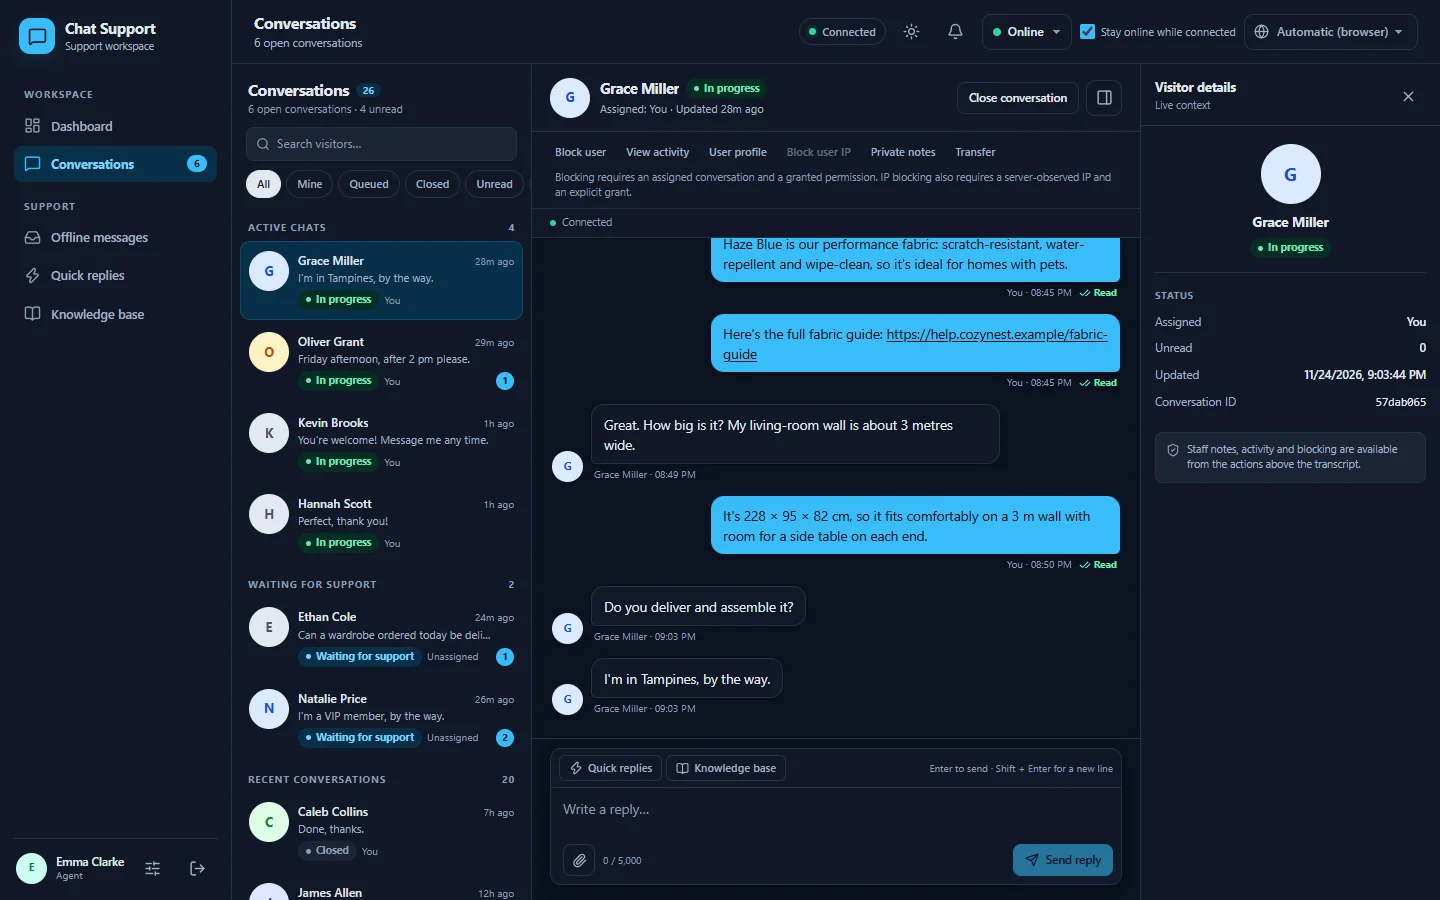 Chat Support
Support workspace
WORKSPACE
Dashboard
Conversations
6
SUPPORT
Offline messages
Quick replies
Knowledge base
E
Emma Clarke
Agent
Conversations
6 open conversations
Connected
Online
Stay online while connected
Automatic (browser)
Conversations 26
6 open conversations · 4 unread
Search visitors...
All
Mine
Queued
Closed
Unread
ACTIVE CHATS
4
G
Grace Miller
28m ago
I'm in Tampines, by the way.
In progress
You
O
Oliver Grant
29m ago
Friday afternoon, after 2 pm please.
In progress
You
1
K
Kevin Brooks
1h ago
You're welcome! Message me any time.
In progress
You
H
Hannah Scott
1h ago
Perfect, thank you!
In progress
You
WAITING FOR SUPPORT
2
E
Ethan Cole
24m ago
Can a wardrobe ordered today be deli...
Waiting for support
Unassigned
1
N
Natalie Price
26m ago
I'm a VIP member, by the way.
Waiting for support
Unassigned
2
RECENT CONVERSATIONS
20
C
Caleb Collins
7h ago
Done, thanks.
Closed
You
James Allen
12h ago
G
Grace Miller
In progress
Assigned: You · Updated 28m ago
Close conversation
Block user
View activity
User profile
Block user IP
Private notes
Transfer
Blocking requires an assigned conversation and a granted permission. IP blocking also requires a server-observed IP and
an explicit grant.
Connected
Haze Blue is our performance fabric: scratch-resistant, water-
repellent and wipe-clean, so it's ideal for homes with pets.
You · 08:45 PM Read
Here's the full fabric guide: https://help.cozynest.example/fabric-
guide
You · 08:45 PM Read
Great. How big is it? My living-room wall is about 3 metres
wide.
G
Grace Miller · 08:49 PM
It's 228 × 95 × 82 cm, so it fits comfortably on a 3 m wall with
room for a side table on each end.
You · 08:50 PM Read
Do you deliver and assemble it?
G
Grace Miller · 09:03 PM
I'm in Tampines, by the way.
G
Grace Miller · 09:03 PM
Quick replies
Knowledge base
Enter to send · Shift + Enter for a new line
Write a reply...
0 / 5,000
Send reply
Visitor details
Live context
G
Grace Miller
In progress
STATUS
Assigned
You
Unread
0
Updated
11/24/2026, 9:03:44 PM
Conversation ID
57dab065
Staff notes, activity and blocking are available
from the actions above the transcript.